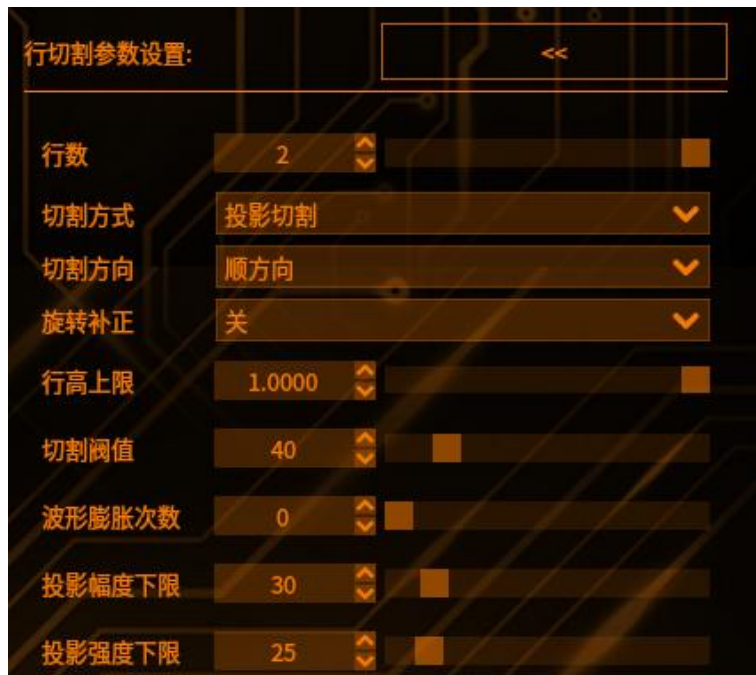 行切割参数设置: <<
行数 2
切割方式 投影切割
切割方向 顺方向
旋转补正 关
行高上限 1.0000
切割阀值 40
波形膨胀次数 0
投影幅度下限 30
投影强度下限 25